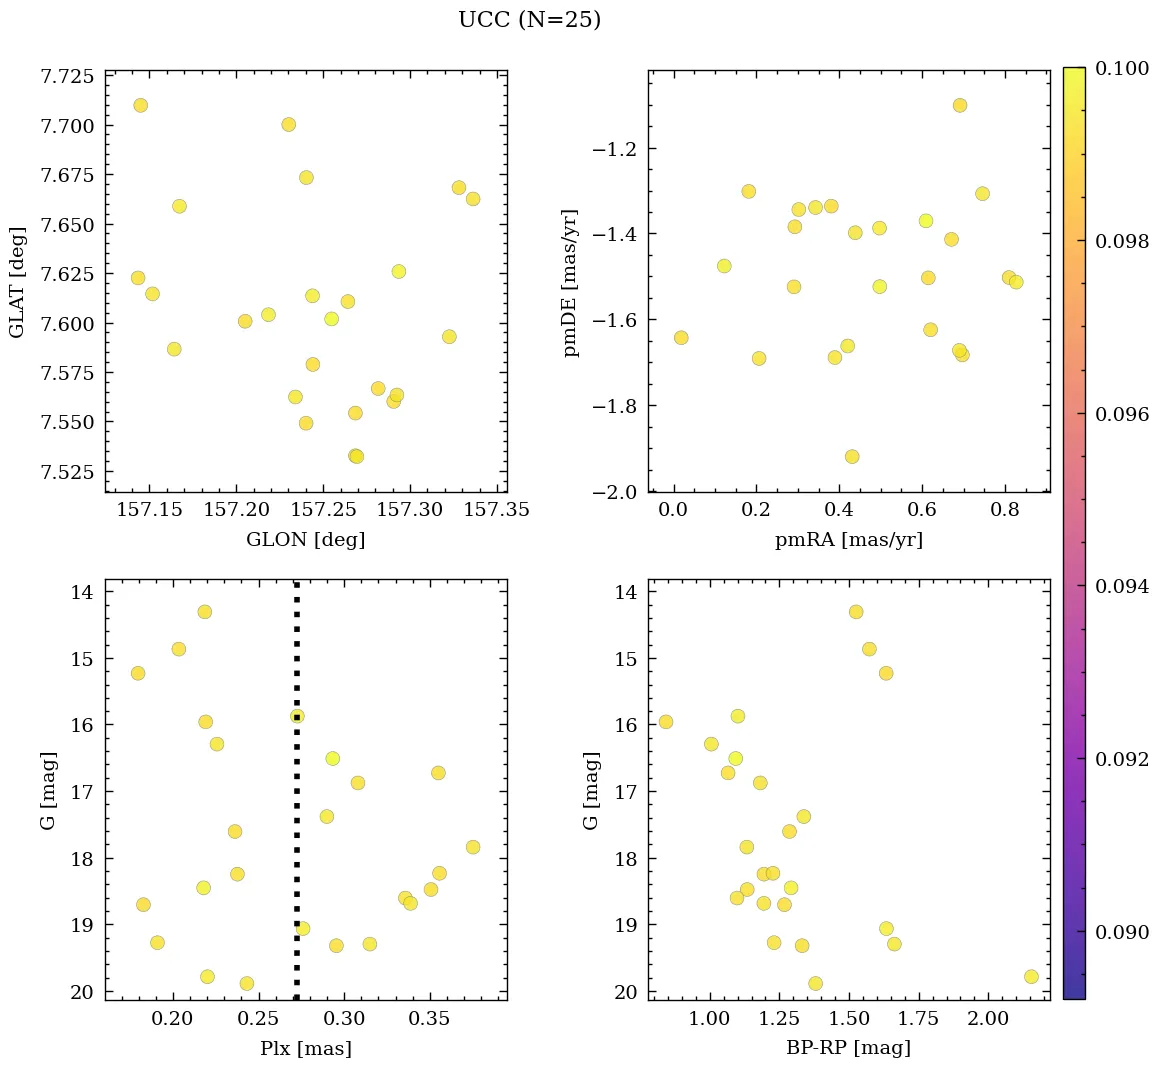 UCC (N=25)
7.725
7.700
7.675
7.650
7.625
7.600
7.575
7.550
7.525
GLAT [deg]
157.15 157.20 157.25 157.30 157.35
GLON [deg]
−1.2
−1.4
−1.6
−1.8
−2.0
pmDE [mas/yr]
0.0 0.2 0.4 0.6 0.8
pmRA [mas/yr]
14
15
16
17
18
19
20
G [mag]
0.20 0.25 0.30 0.35
Plx [mas]
14
15
16
17
18
19
20
G [mag]
1.00 1.25 1.50 1.75 2.00
BP-RP [mag]
0.100
0.098
0.096
0.094
0.092
0.090